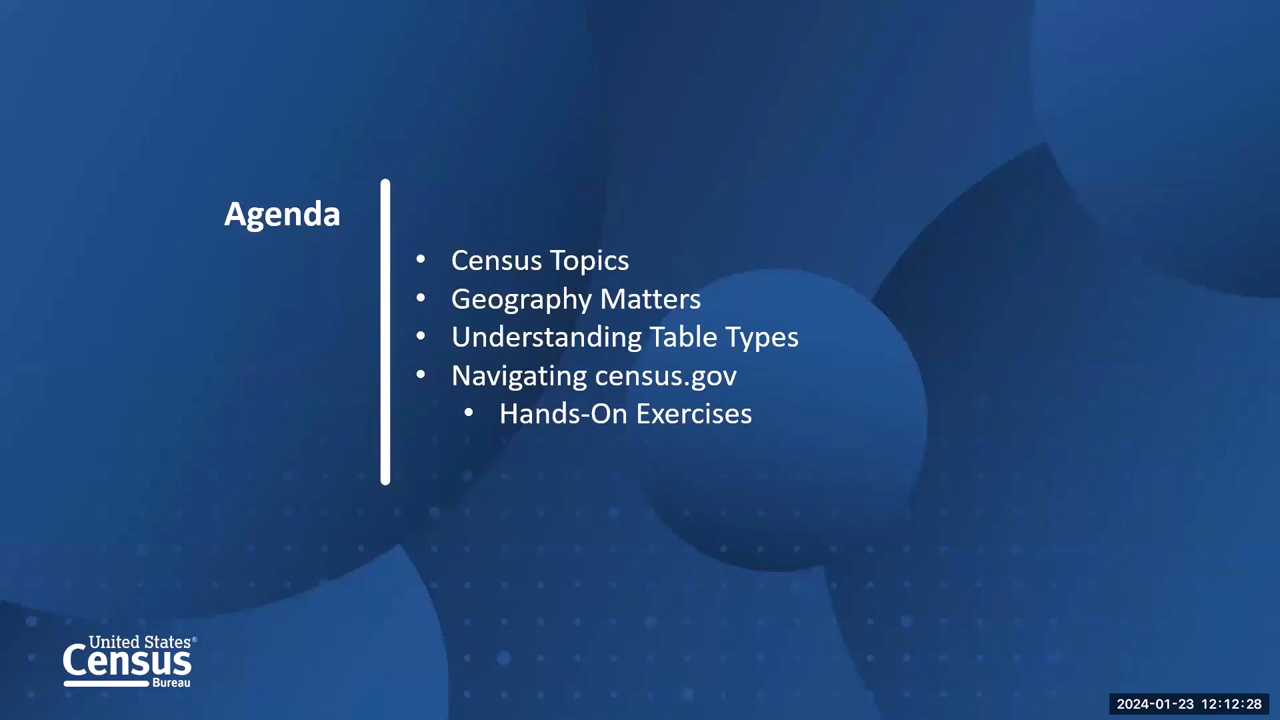 Agenda
• Census Topics
• Geography Matters
• Understanding Table Types
• Navigating census.gov
• Hands-On Exercises
United States®
Census
Bureau
2024-01-23 12:12:28